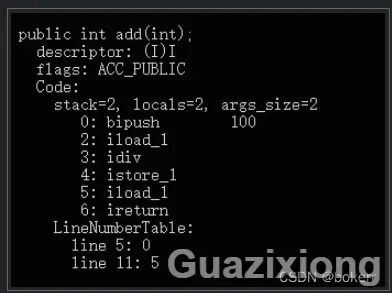 public int add(int);
descriptor: (I)I
flags: ACC_PUBLIC
Code:
stack=2, locals=2, args_size=2
0: bipush 100
2: iload_1
3: idiv
4: istore_1
5: iload_1
6: ireturn
LineNumberTable:
line 5: 0
line 11: 5
Guazixiong
CSDN @bokerr